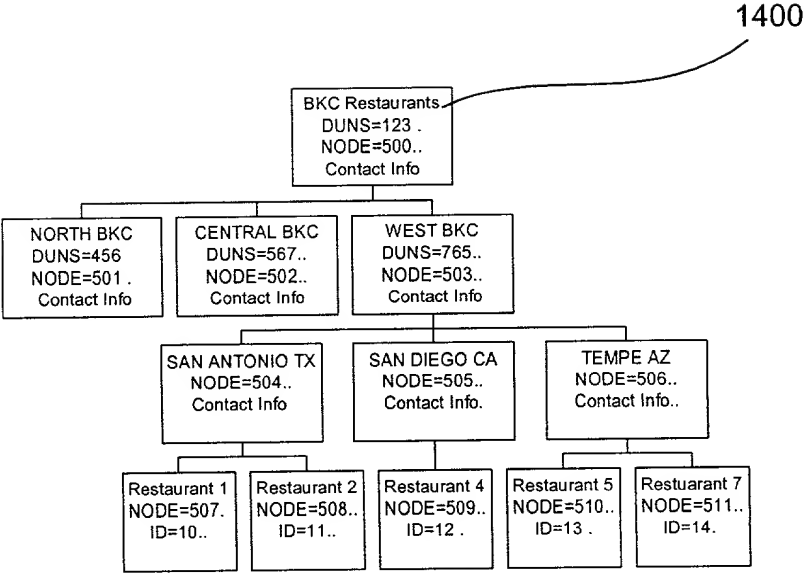 1400
BKC Restaurants
DUNS=123 .
NODE=500..
Contact Info
NORTH BKC
DUNS=456
NODE=501 .
Contact Info
CENTRAL BKC
DUNS=567..
NODE=502..
Contact Info
WEST BKC
DUNS=765..
NODE=503..
Contact Info
SAN ANTONIO TX
NODE=504..
Contact Info
SAN DIEGO CA
NODE=505..
Contact Info.
TEMPE AZ
NODE=506..
Contact Info..
Restaurant 1
NODE=507.
ID=10..
Restaurant 2
NODE=508..
ID=11..
Restaurant 4
NODE=509..
ID=12 .
Restaurant 5
NODE=510..
ID=13 .
Restuarant 7
NODE=511..
ID=14.